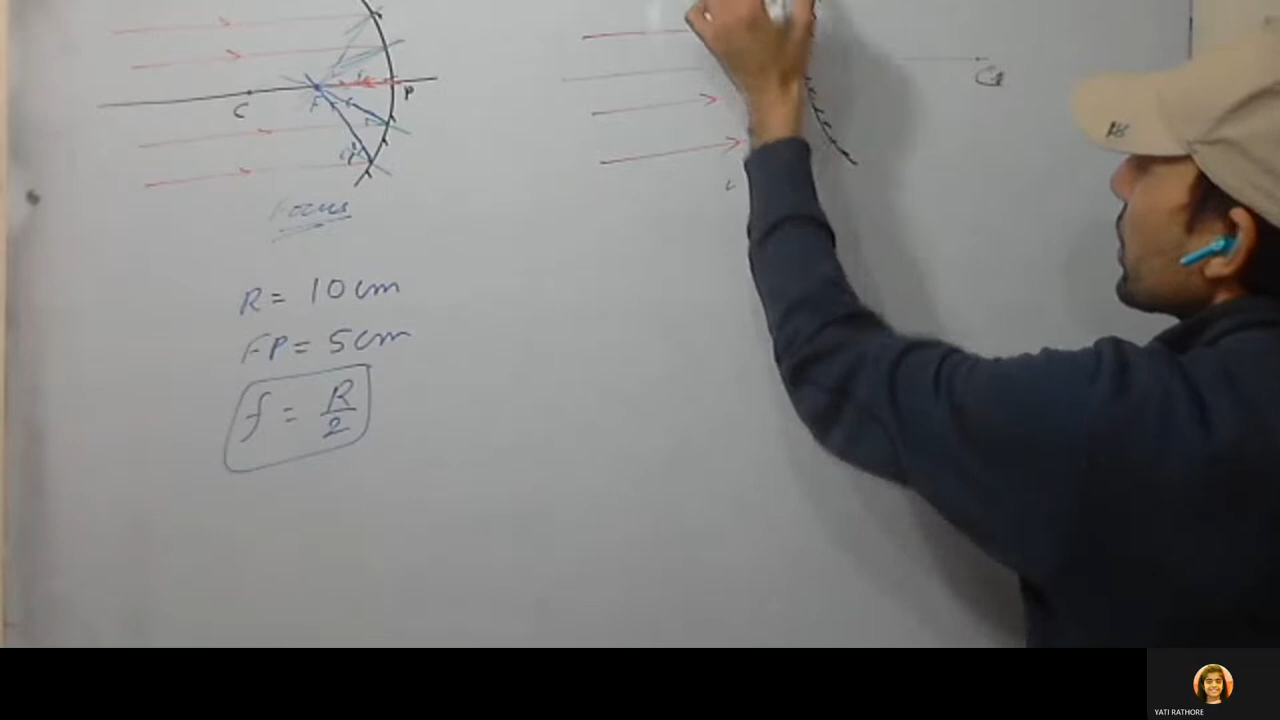 C
F
P
Focus
R = 10 cm
FP = 5 cm
f = R/2
C
YATI RATHORE